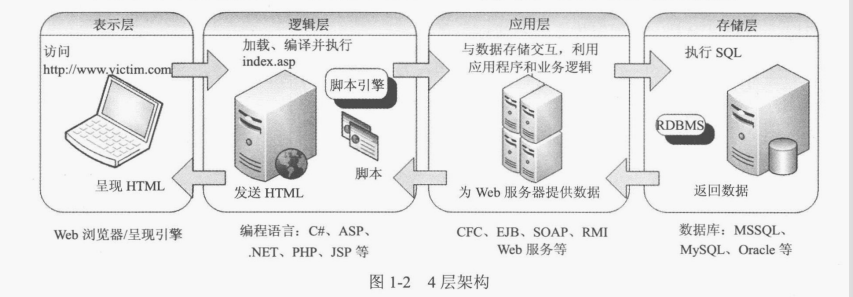 表示层
访问
http://www.victim.com
呈现 HTML
Web 浏览器/呈现引擎
逻辑层
加载、编译并执行
index.asp
脚本引擎
脚本
发送 HTML
编程语言：C#、ASP、
.NET、PHP、JSP 等
应用层
与数据存储交互，利用
应用程序和业务逻辑
为 Web 服务器提供数据
CFC、EJB、SOAP、RMI
Web 服务等
存储层
执行 SQL
RDBMS
返回数据
数据库：MSSQL、
MySQL、Oracle 等
图 1-2 4 层架构